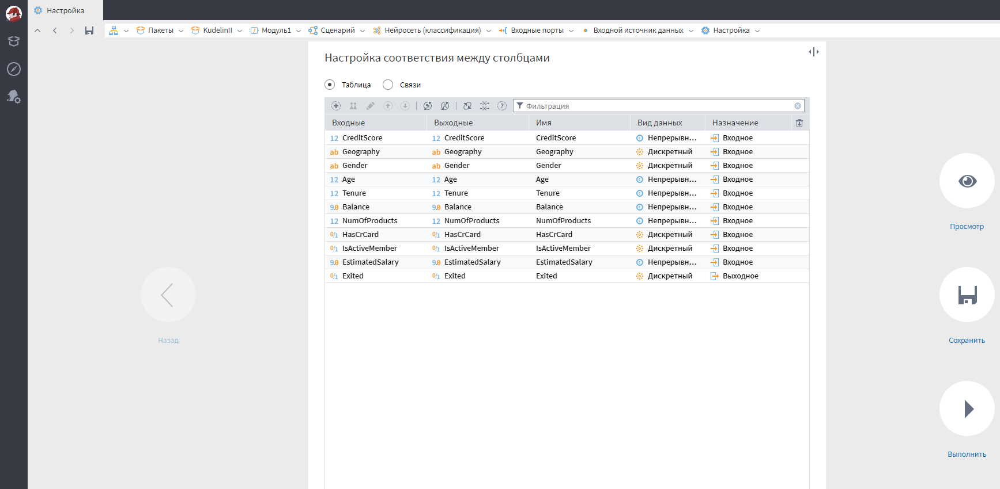 Настройка
Пакеты KudelinII Модуль1 Сценарий Нейросеть (классификация) Входные порты Входной источник данных Настройка
Настройка соответствия между столбцами
Таблица Связи
Фильтрация
Входные Выходные Имя Вид данных Назначение
12 CreditScore 12 CreditScore CreditScore Непрерывн... Входное
ab Geography ab Geography Geography Дискретный Входное
ab Gender ab Gender Gender Дискретный Входное
12 Age 12 Age Age Непрерывн... Входное
12 Tenure 12 Tenure Tenure Непрерывн... Входное
9.0 Balance 9.0 Balance Balance Непрерывн... Входное
12 NumOfProducts 12 NumOfProducts NumOfProducts Непрерывн... Входное
0/1 HasCrCard 0/1 HasCrCard HasCrCard Дискретный Входное
0/1 IsActiveMember 0/1 IsActiveMember IsActiveMember Дискретный Входное
9.0 EstimatedSalary 9.0 EstimatedSalary EstimatedSalary Непрерывн... Входное
0/1 Exited 0/1 Exited Exited Дискретный Выходное
Просмотр
Назад
Сохранить
Выполнить